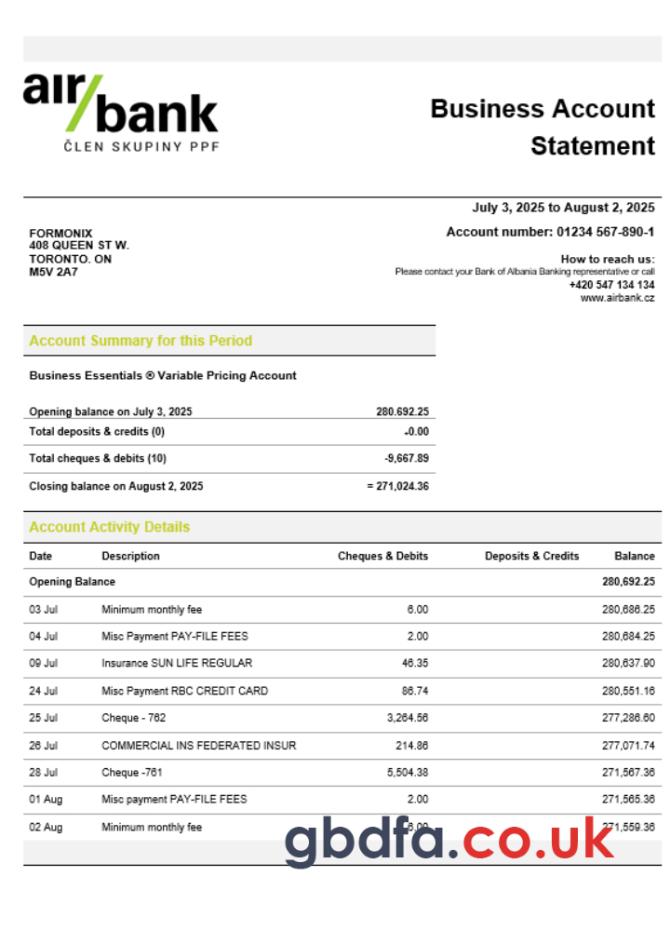 air bank
ČLEN SKUPINY PPF
Business Account
Statement
July 3, 2025 to August 2, 2025
FORMONIX
408 QUEEN ST W.
TORONTO. ON
M5V 2A7
Account number: 01234 567-890-1
How to reach us:
Please contact your Bank of Albania Banking representative or call
+420 547 134 134
www.airbank.cz
Account Summary for this Period
Business Essentials ® Variable Pricing Account
Opening balance on July 3, 2025 280.692.25
Total deposits & credits (0) -0.00
Total cheques & debits (10) -9,667.89
Closing balance on August 2, 2025 = 271,024.36
Account Activity Details
Date Description Cheques & Debits Deposits & Credits Balance
Opening Balance 280,692.25
03 Jul Minimum monthly fee 6.00 280,686.25
04 Jul Misc Payment PAY-FILE FEES 2.00 280,684.25
09 Jul Insurance SUN LIFE REGULAR 46.35 280,637.90
24 Jul Misc Payment RBC CREDIT CARD 86.74 280,551.16
25 Jul Cheque - 762 3,264.56 277,286.60
26 Jul COMMERCIAL INS FEDERATED INSUR 214.86 277,071.74
28 Jul Cheque -761 5,504.38 271,567.36
01 Aug Misc payment PAY-FILE FEES 2.00 271,565.36
02 Aug Minimum monthly fee 6.00 271,559.36
gbdfa.co.uk